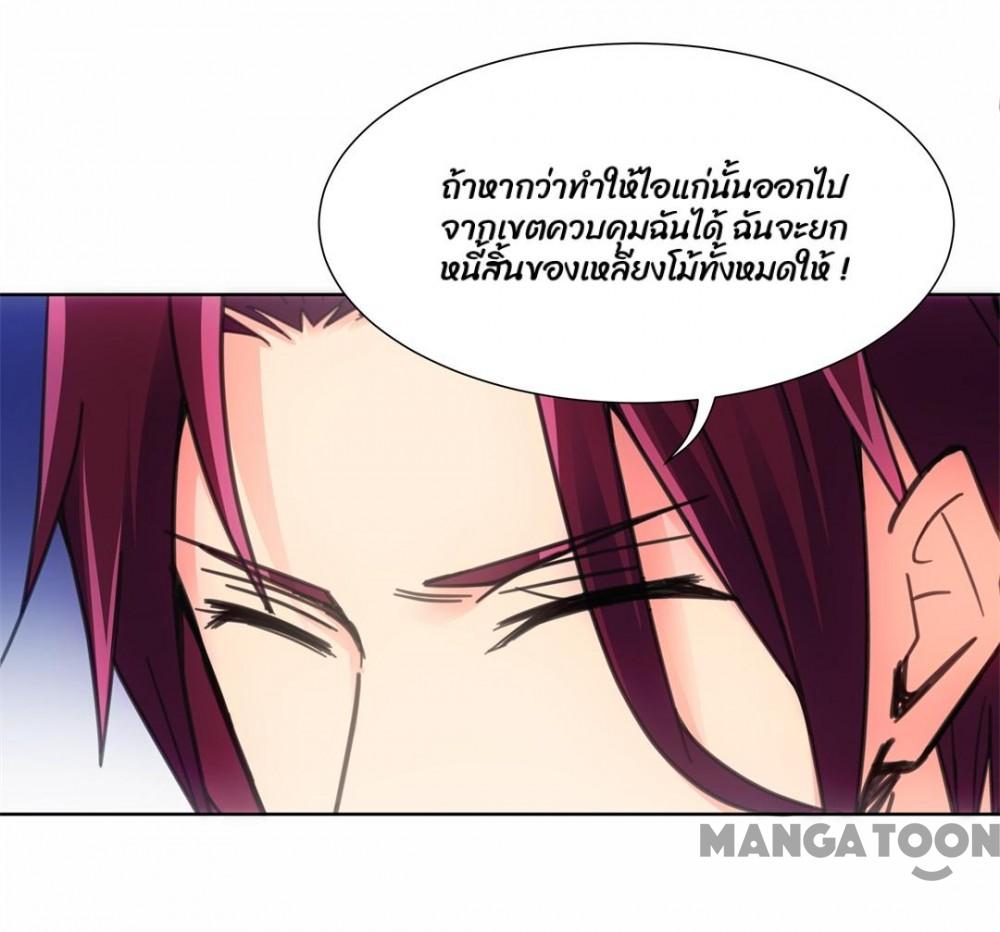 ถ้าหากว่าทำให้ไอแก่นั้นออกไป
จากเขตควบคุมฉันได้ ฉันจะยก
หนี้สิ้นของเหลียงโม้ทั้งหมดให้ !
MANGATOON